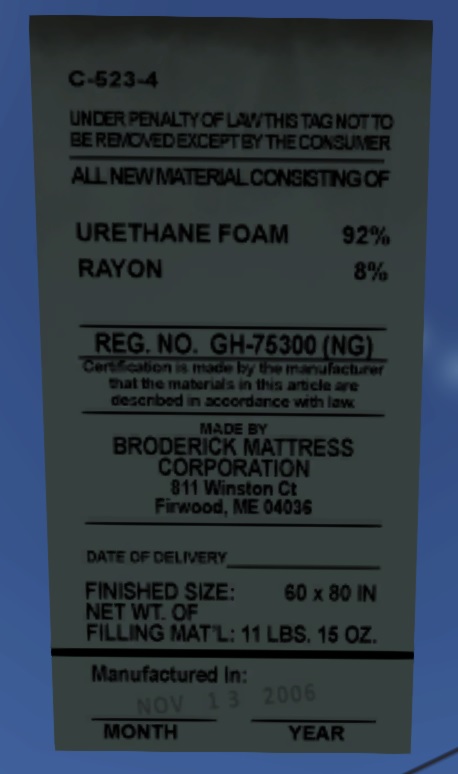 C-523-4
UNDER PENALTY OF LAW THIS TAG NOT TO
BE REMOVED EXCEPT BY THE CONSUMER
ALL NEW MATERIAL CONSISTING OF
URETHANE FOAM 92%
RAYON 8%
REG. NO. GH-75300 (NG)
Certification is made by the manufacturer
that the materials in this article are
described in accordance with law.
MADE BY
BRODERICK MATTRESS
CORPORATION
811 Winston Ct
Firwood, ME 04036
DATE OF DELIVERY
FINISHED SIZE: 60 x 80 IN
NET WT. OF
FILLING MAT'L: 11 LBS. 15 OZ.
Manufactured In:
NOV 13 2006
MONTH YEAR